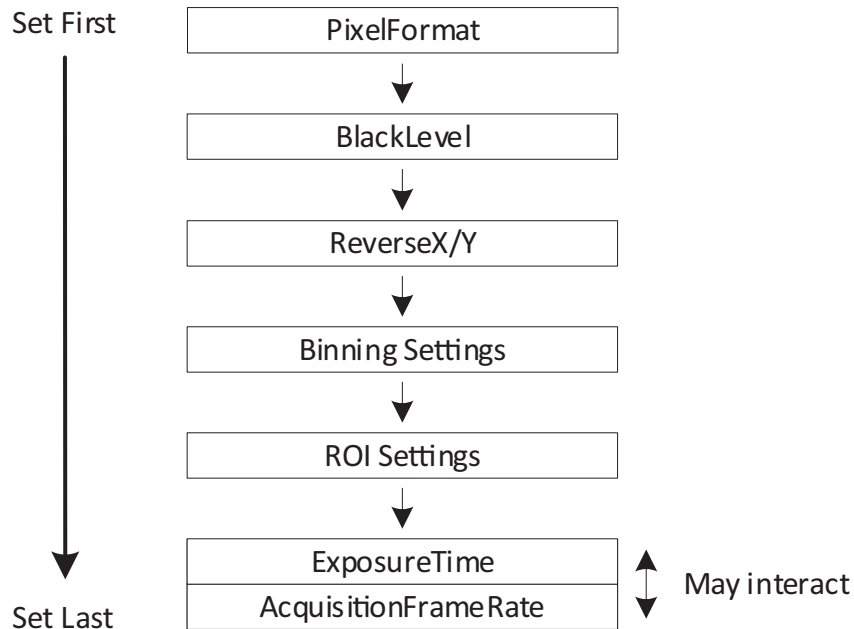 Set First
PixelFormat
BlackLevel
ReverseX/Y
Binning Settings
ROI Settings
ExposureTime
May interact
AcquisitionFrameRate
Set Last